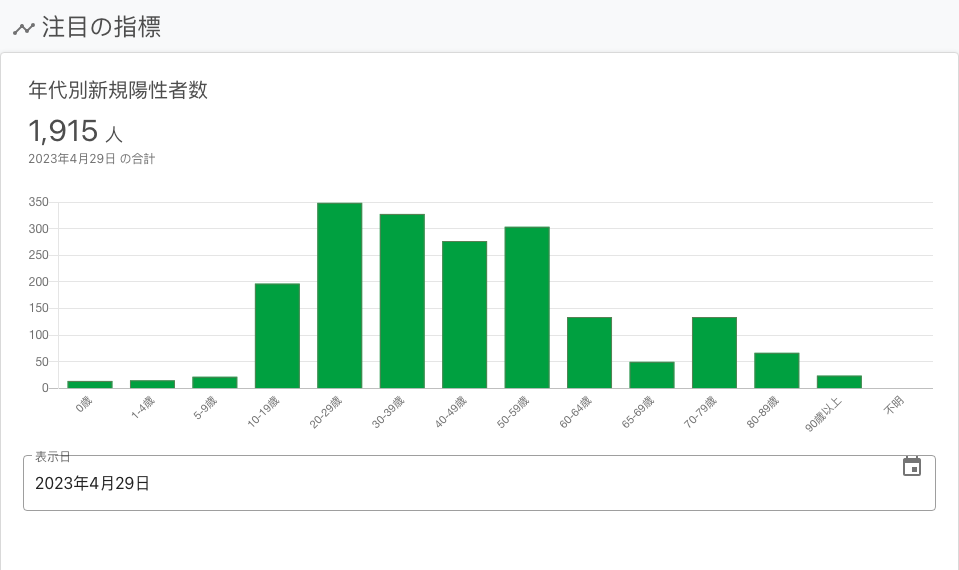 注目の指標
年代別新規陽性者数
1,915 人
2023年4月29日 の合計
350
300
250
200
150
100
50
0
0歳
1-4歳
5-9歳
10-19歳
20-29歳
30-39歳
40-49歳
50-59歳
60-64歳
65-69歳
70-79歳
80-89歳
90歳以上
不明
表示日
2023年4月29日